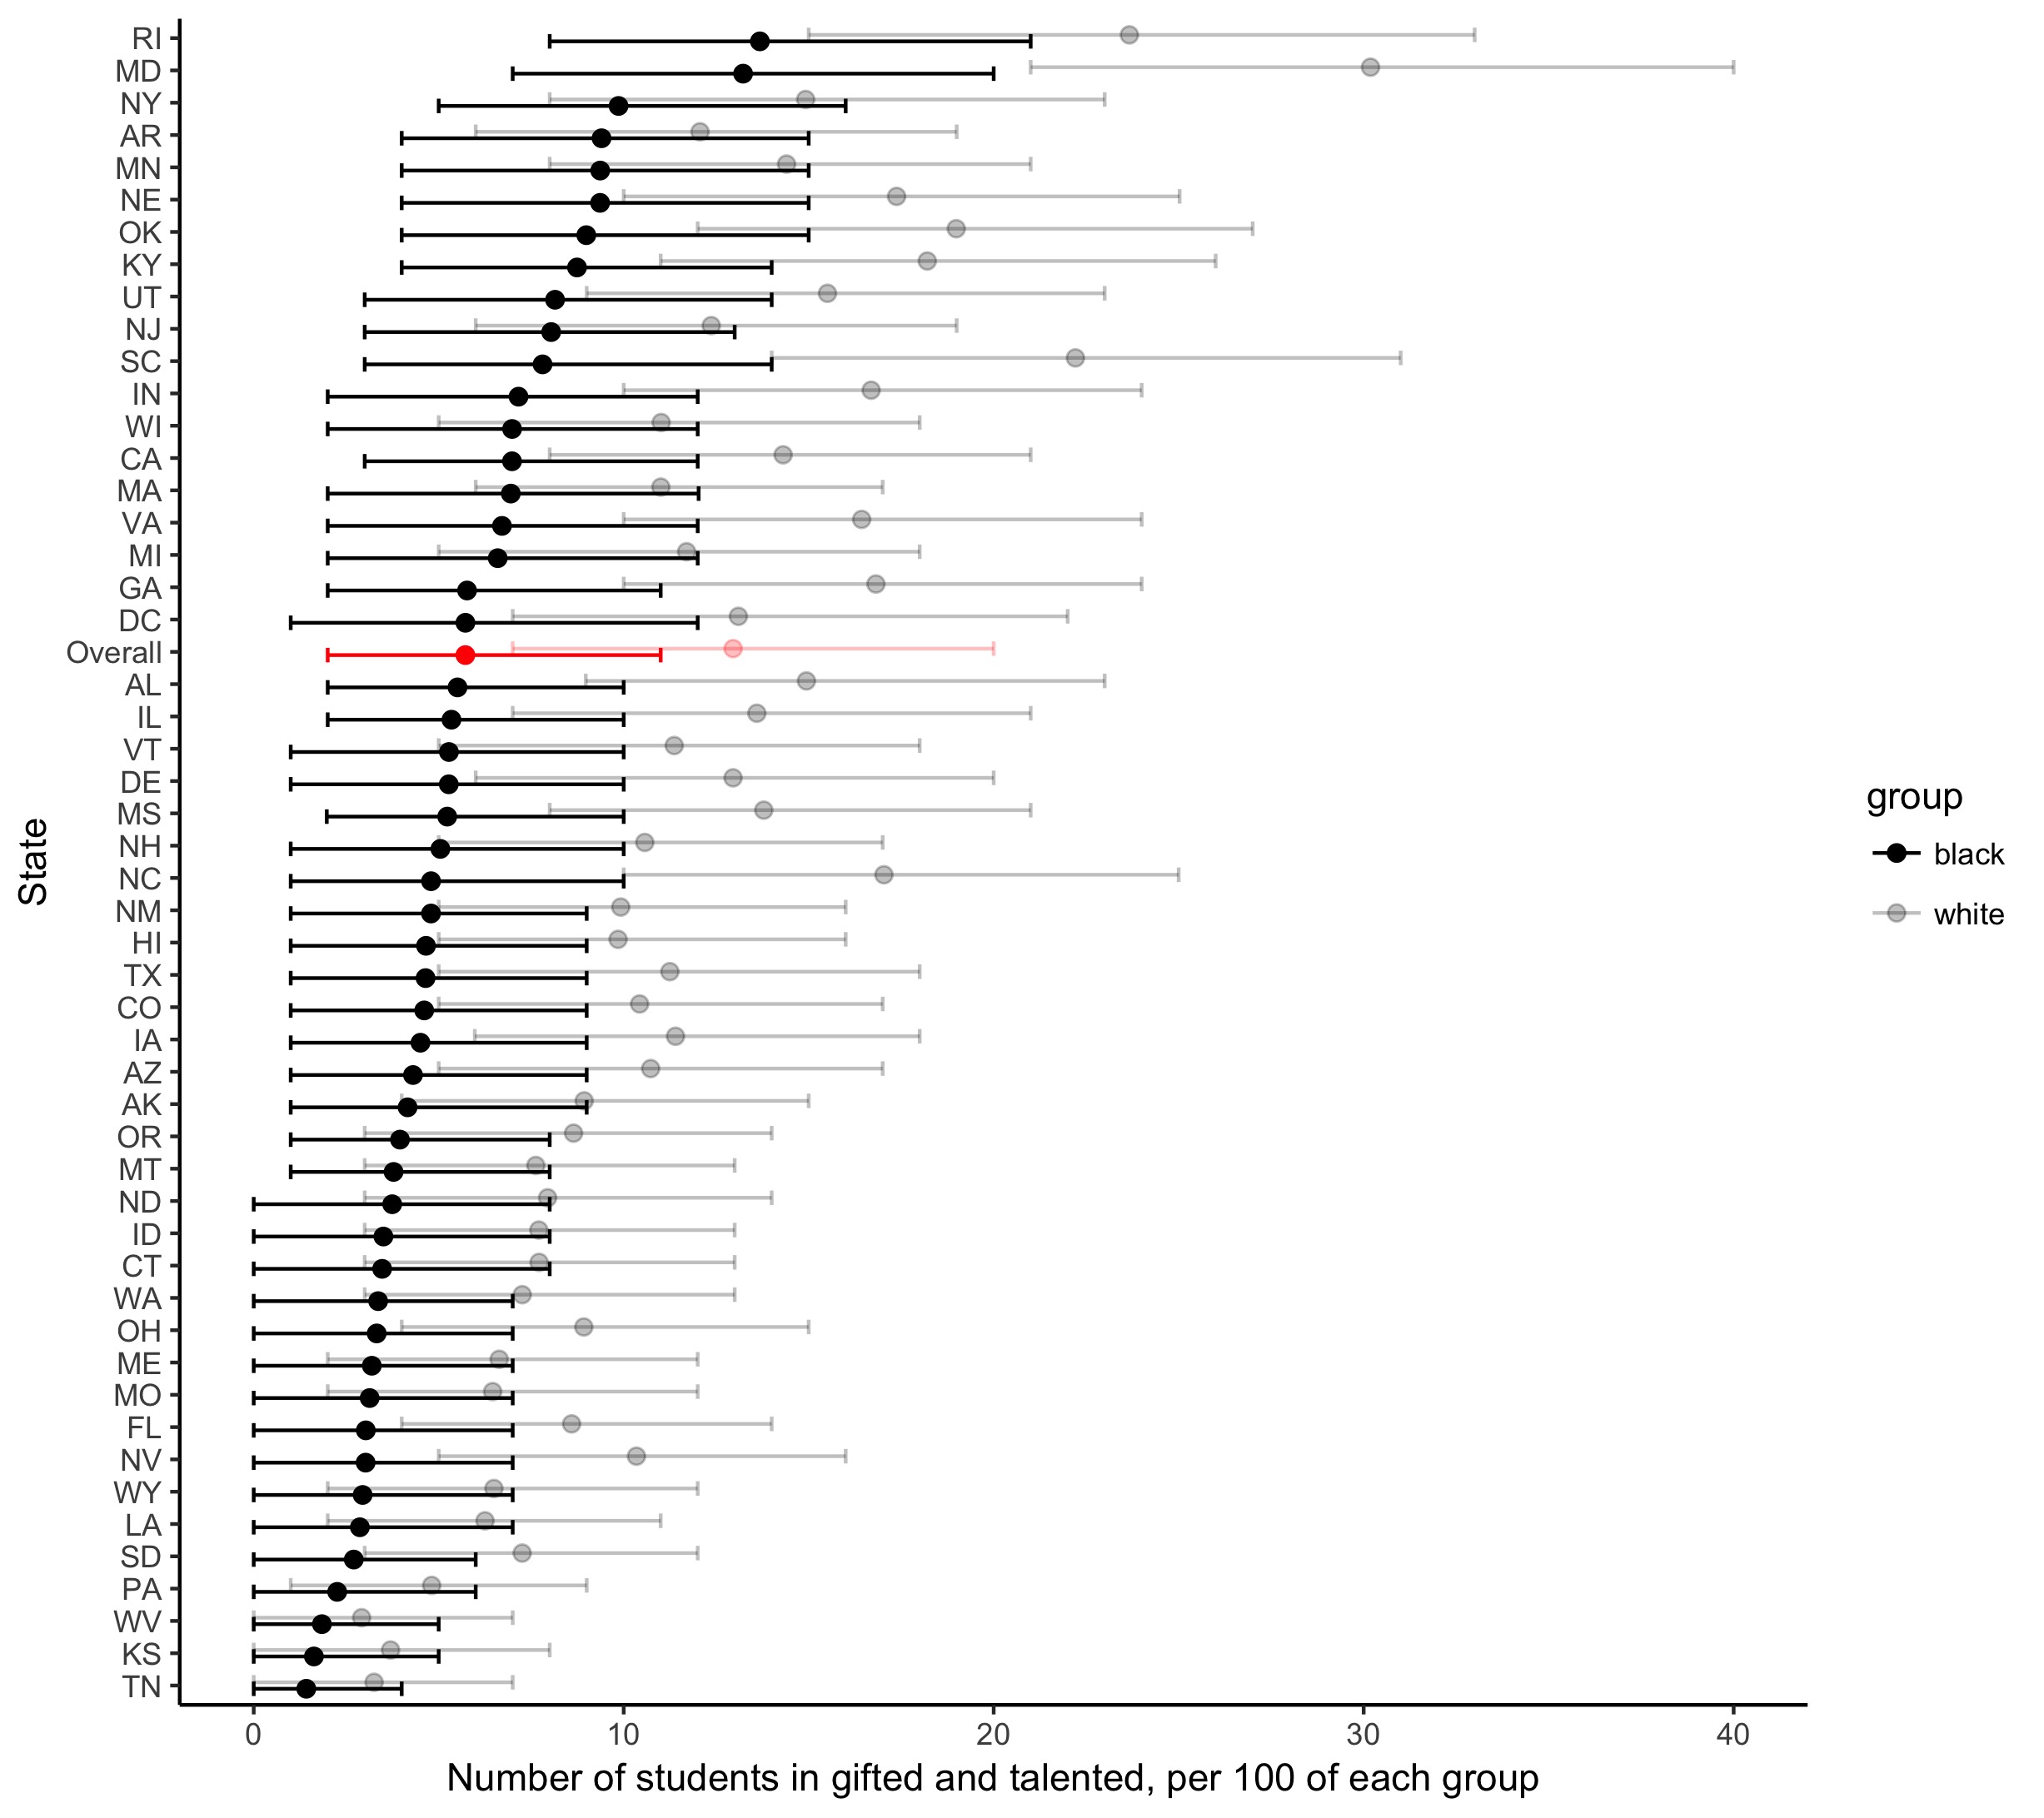 RI
MD
NY
AR
MN
NE
OK
KY
UT
NJ
SC
IN
WI
CA
MA
VA
MI
GA
DC
Overall
AL
IL
VT
DE
MS
NH
NC
NM
HI
TX
CO
IA
AZ
AK
OR
MT
ND
ID
CT
WA
OH
ME
MO
FL
NV
WY
LA
SD
PA
WV
KS
TN
State
0 10 20 30 40
Number of students in gifted and talented, per 100 of each group
group
black
white